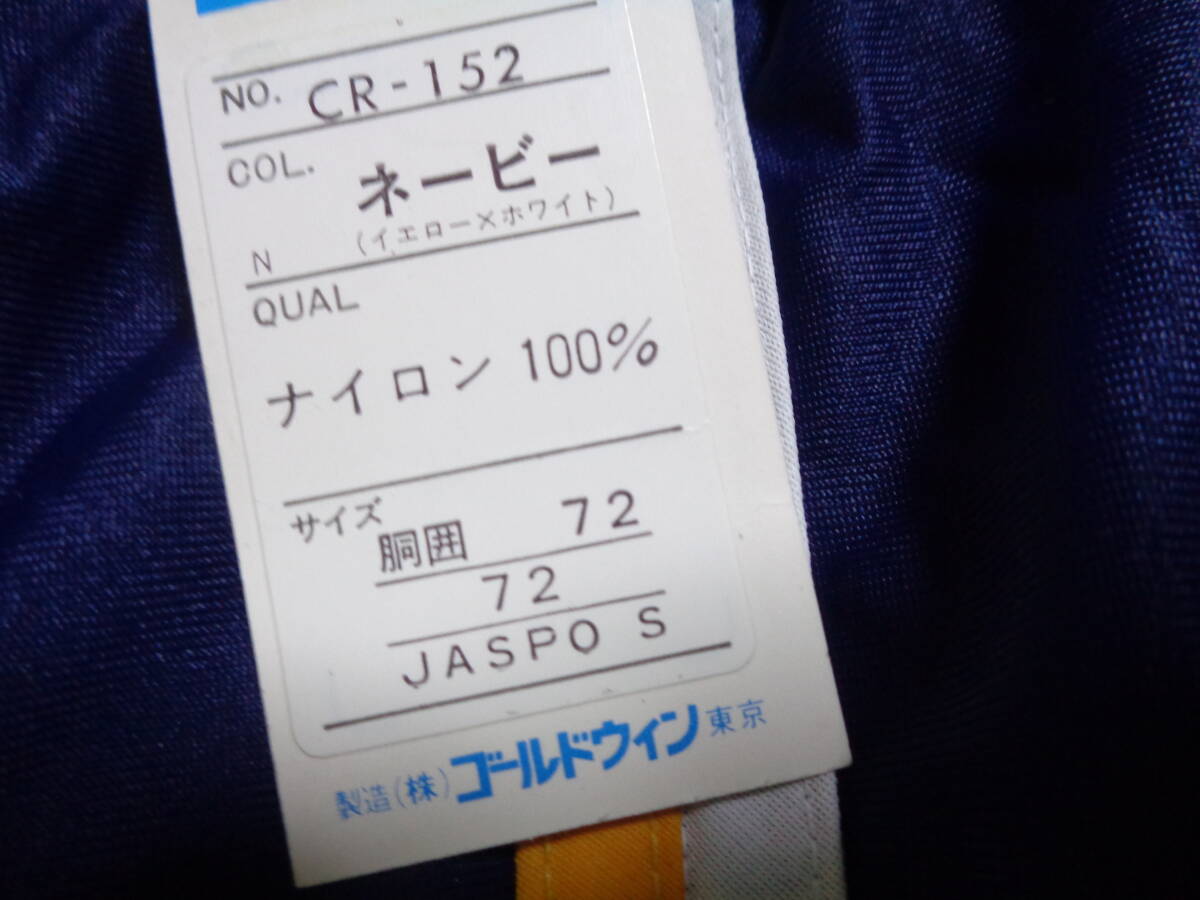 NO. CR-152
COL. ネービー
(イエロー×ホワイト)
N
QUAL
ナイロン 100%
サイズ
胴囲 72
72
JASPO S
製造(株)ゴールドウィン東京